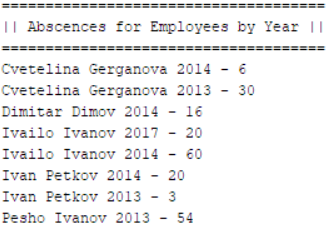 =====================================
|| Abscences for Employees by Year ||
=====================================
Cvetelina Gerganova 2014 - 6
Cvetelina Gerganova 2013 - 30
Dimitar Dimov 2014 - 16
Ivailo Ivanov 2017 - 20
Ivailo Ivanov 2014 - 60
Ivan Petkov 2014 - 20
Ivan Petkov 2013 - 3
Pesho Ivanov 2013 - 54